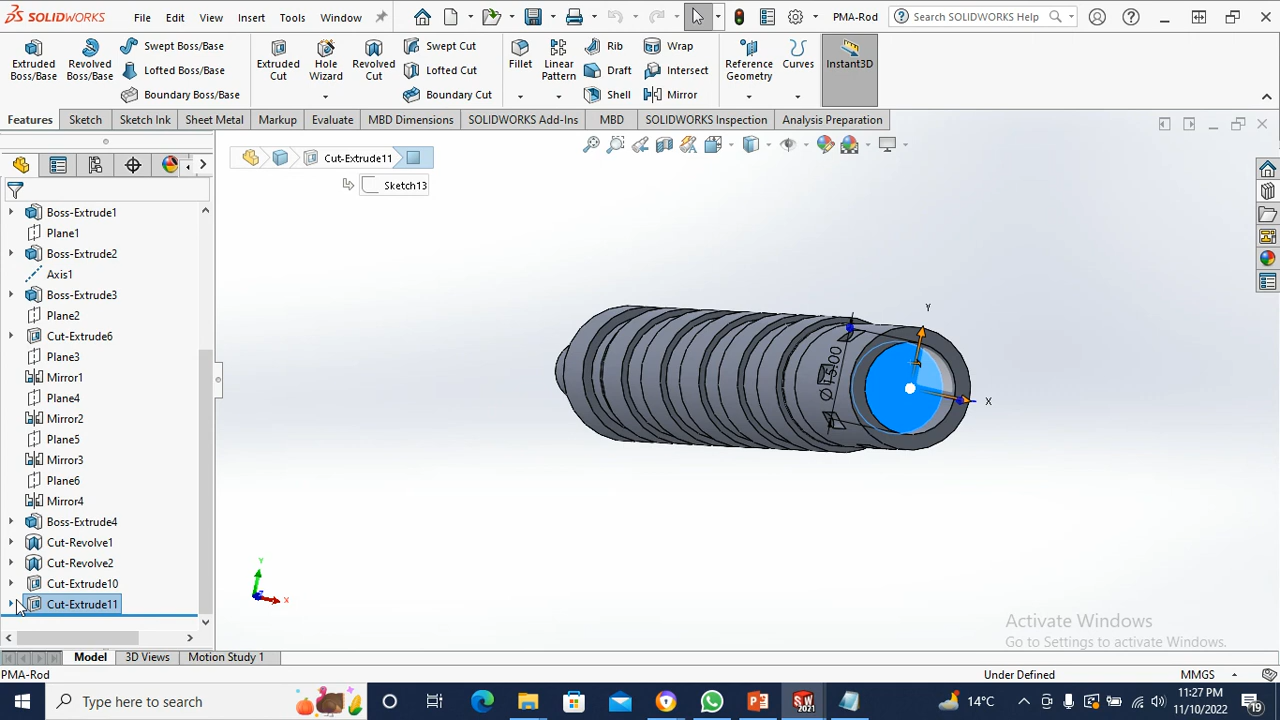 SOLIDWORKS File Edit View Insert Tools Window PMA-Rod Search SOLIDWORKS Help
Extruded Boss/Base
Revolved Boss/Base
Swept Boss/Base
Lofted Boss/Base
Boundary Boss/Base
Extruded Cut
Hole Wizard
Revolved Cut
Swept Cut
Lofted Cut
Boundary Cut
Fillet
Linear Pattern
Rib
Draft
Shell
Wrap
Intersect
Mirror
Reference Geometry
Curves
Instant3D
Features Sketch Sketch Ink Sheet Metal Markup Evaluate MBD Dimensions SOLIDWORKS Add-Ins MBD SOLIDWORKS Inspection Analysis Preparation
Cut-Extrude11
Sketch13
Boss-Extrude1
Plane1
Boss-Extrude2
Axis1
Boss-Extrude3
Plane2
Cut-Extrude6
Plane3
Mirror1
Plane4
Mirror2
Plane5
Mirror3
Plane6
Mirror4
Boss-Extrude4
Cut-Revolve1
Cut-Revolve2
Cut-Extrude10
Cut-Extrude11
Y
X
Ø15.00
Y
X
Activate Windows
Go to Settings to activate Windows.
Model 3D Views Motion Study 1
PMA-Rod Under Defined MMGS
Type here to search
SW 2021
14°C
11:27 PM
11/10/2022
19